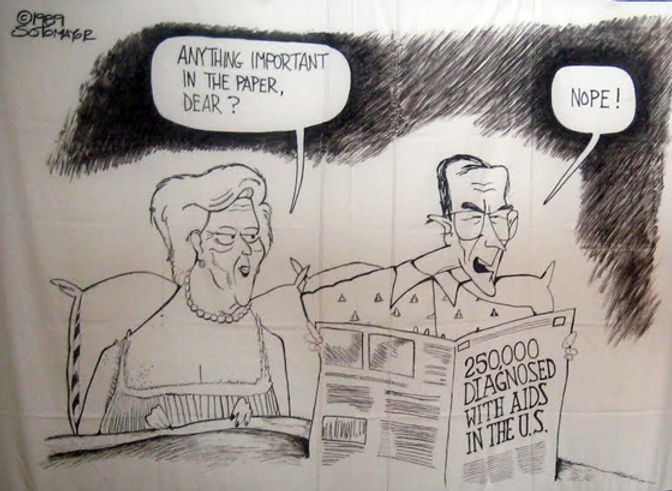 ©1989
SOTOMAYOR
ANYTHING IMPORTANT
IN THE PAPER,
DEAR?
NOPE!
250,000
DIAGNOSED
WITH AIDS
IN THE U.S.